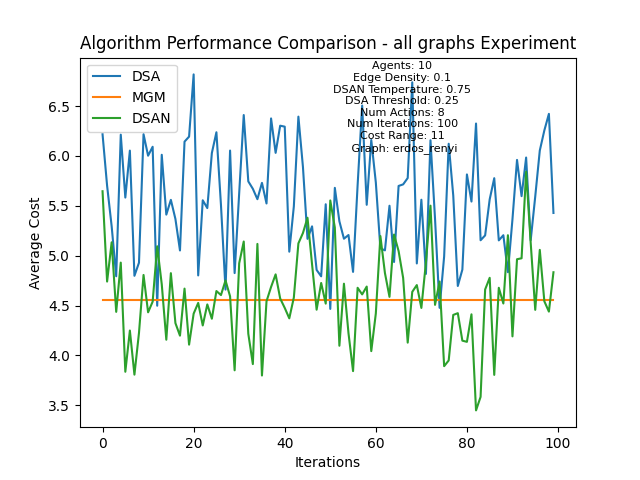 Algorithm Performance Comparison - all graphs Experiment
DSA
MGM
DSAN
Agents: 10
Edge Density: 0.1
DSAN Temperature: 0.75
DSA Threshold: 0.25
Num Actions: 8
Num Iterations: 100
Cost Range: 11
Graph: erdos_renyi
Average Cost
6.5
6.0
5.5
5.0
4.5
4.0
3.5
0 20 40 60 80 100
Iterations